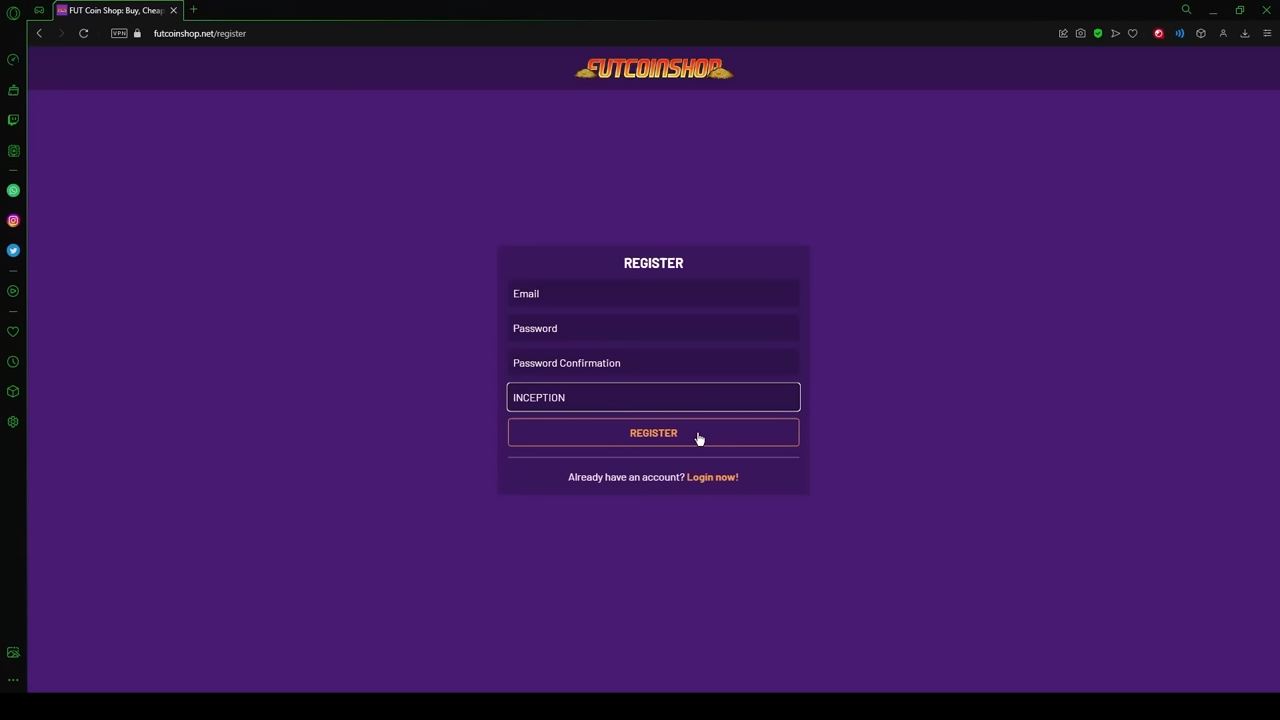 FUT Coin Shop: Buy, Cheap
VPN
futcoinshop.net/register
FUTCOINSHOP
REGISTER
Email
Password
Password Confirmation
INCEPTION
REGISTER
Already have an account? Login now!